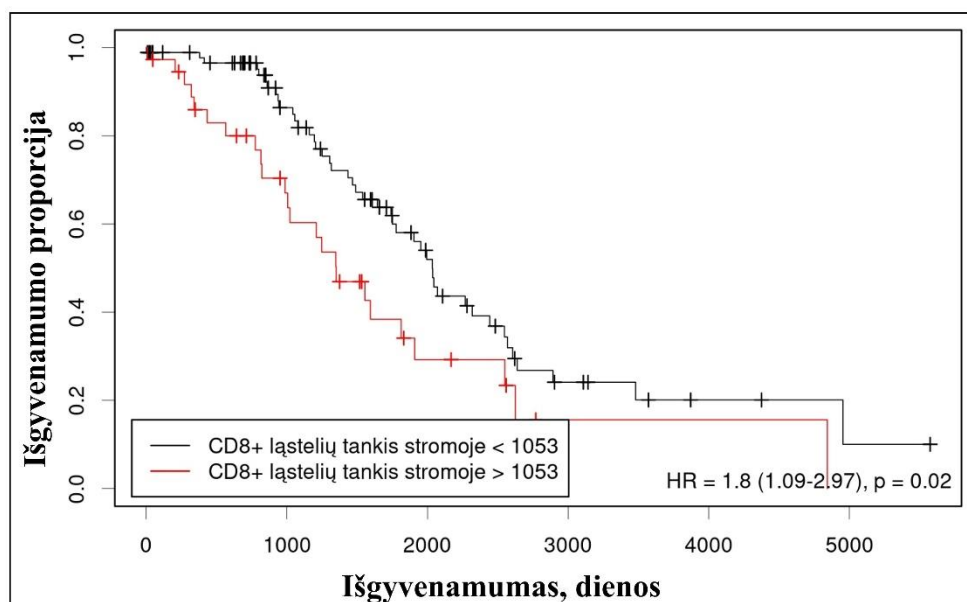 Išgyvenamumo proporcija
1.0
0.8
0.6
0.4
0.2
0.0
CD8+ ląstelių tankis stromoje < 1053
CD8+ ląstelių tankis stromoje > 1053
HR = 1.8 (1.09-2.97), p = 0.02
0 1000 2000 3000 4000 5000
Išgyvenamumas, dienos